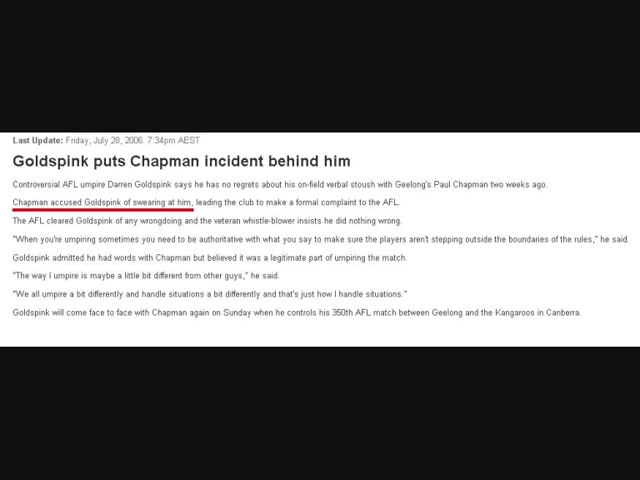 Last Update: Friday, July 28, 2006. 7:34pm AEST
Goldspink puts Chapman incident behind him
Controversial AFL umpire Darren Goldspink says he has no regrets about his on-field verbal stoush with Geelong's Paul Chapman two weeks ago.
Chapman accused Goldspink of swearing at him, leading the club to make a formal complaint to the AFL.
The AFL cleared Goldspink of any wrongdoing and the veteran whistle-blower insists he did nothing wrong.
"When you're umpiring sometimes you need to be authoritative with what you say to make sure the players aren't stepping outside the boundaries of the rules," he said.
Goldspink admitted he had words with Chapman but believed it was a legitimate part of umpiring the match.
"The way I umpire is maybe a little bit different from other guys," he said.
"We all umpire a bit differently and handle situations a bit differently and that's just how I handle situations."
Goldspink will come face to face with Chapman again on Sunday when he controls his 350th AFL match between Geelong and the Kangaroos in Canberra.